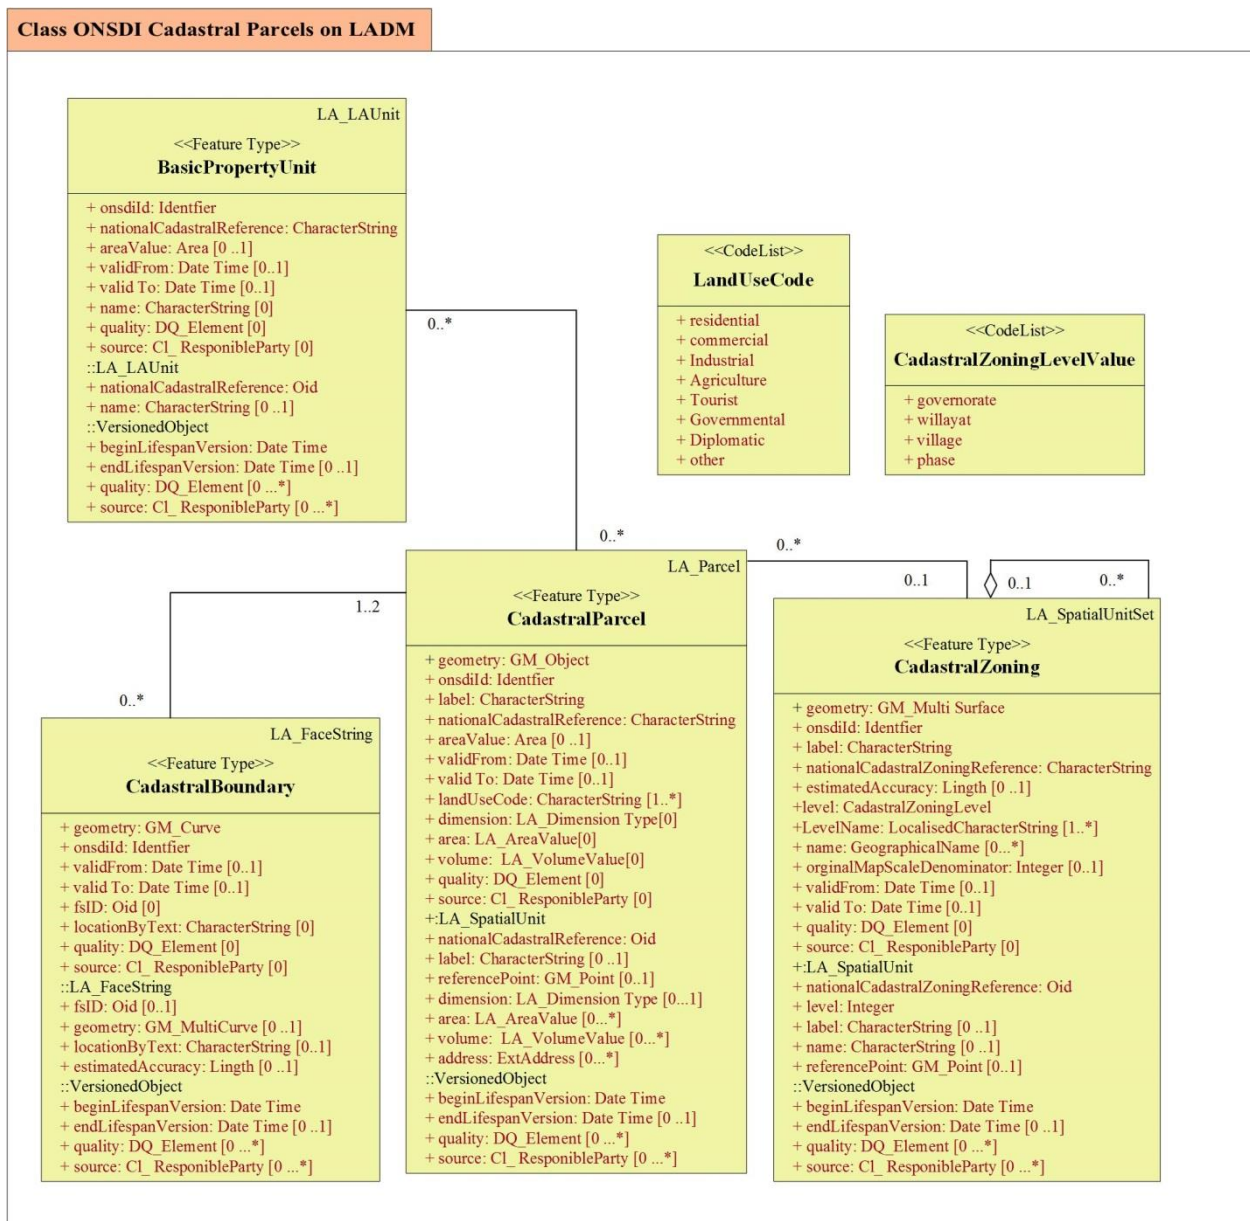 Class ONSDI Cadastral Parcels on LADM
LA_LAUnit
<<Feature Type>>
BasicPropertyUnit
+ onsdiId: Identfier
+ nationalCadastralReference: CharacterString
+ areaValue: Area [0 ..1]
+ validFrom: Date Time [0..1]
+ valid To: Date Time [0..1]
+ name: CharacterString [0]
+ quality: DQ_Element [0]
+ source: Cl_ ResponibleParty [0]
::LA_LAUnit
+ nationalCadastralReference: Oid
+ name: CharacterString [0 ..1]
::VersionedObject
+ beginLifespanVersion: Date Time
+ endLifespanVersion: Date Time [0 ..1]
+ quality: DQ_Element [0 ...*]
+ source: Cl_ ResponibleParty [0 ...*]
0..*
0..*
<<CodeList>>
LandUseCode
+ residential
+ commercial
+ Industrial
+ Agriculture
+ Tourist
+ Governmental
+ Diplomatic
+ other
<<CodeList>>
CadastralZoningLevelValue
+ governorate
+ willayat
+ village
+ phase
0..*
0..1
0..1
0..*
1..2
0..*
LA_FaceString
<<Feature Type>>
CadastralBoundary
+ geometry: GM_Curve
+ onsdiId: Identfier
+ validFrom: Date Time [0..1]
+ valid To: Date Time [0..1]
+ fsID: Oid [0]
+ locationByText: CharacterString [0]
+ quality: DQ_Element [0]
+ source: Cl_ ResponibleParty [0]
::LA_FaceString
+ fsID: Oid [0..1]
+ geometry: GM_MultiCurve [0 ..1]
+ locationByText: CharacterString [0..1]
+ estimatedAccuracy: Lingth [0 ..1]
::VersionedObject
+ beginLifespanVersion: Date Time
+ endLifespanVersion: Date Time [0 ..1]
+ quality: DQ_Element [0 ...*]
+ source: Cl_ ResponibleParty [0 ...*]
LA_Parcel
<<Feature Type>>
CadastralParcel
+ geometry: GM_Object
+ onsdiId: Identfier
+ label: CharacterString
+ nationalCadastralReference: CharacterString
+ areaValue: Area [0 ..1]
+ validFrom: Date Time [0..1]
+ valid To: Date Time [0..1]
+ landUseCode: CharacterString [1..*]
+ dimension: LA_Dimension Type[0]
+ area: LA_AreaValue[0]
+ volume: LA_VolumeValue[0]
+ quality: DQ_Element [0]
+ source: Cl_ ResponibleParty [0]
+:LA_SpatialUnit
+ nationalCadastralReference: Oid
+ label: CharacterString [0 ..1]
+ referencePoint: GM_Point [0..1]
+ dimension: LA_Dimension Type [0...1]
+ area: LA_AreaValue [0...*]
+ volume: LA_VolumeValue [0...*]
+ address: ExtAddress [0...*]
::VersionedObject
+ beginLifespanVersion: Date Time
+ endLifespanVersion: Date Time [0 ..1]
+ quality: DQ_Element [0 ...*]
+ source: Cl_ ResponibleParty [0 ...*]
LA_SpatialUnitSet
<<Feature Type>>
CadastralZoning
+ geometry: GM_Multi Surface
+ onsdiId: Identfier
+ label: CharacterString
+ nationalCadastralZoningReference: CharacterString
+ estimatedAccuracy: Lingth [0 ..1]
+level: CadastralZoningLevel
+LevelName: LocalisedCharacterString [1..*]
+ name: GeographicalName [0...*]
+ orginalMapScaleDenominator: Integer [0..1]
+ validFrom: Date Time [0..1]
+ valid To: Date Time [0..1]
+ quality: DQ_Element [0]
+ source: Cl_ ResponibleParty [0]
+:LA_SpatialUnit
+ nationalCadastralZoningReference: Oid
+ level: Integer
+ label: CharacterString [0 ..1]
+ name: CharacterString [0 ..1]
+ referencePoint: GM_Point [0..1]
::VersionedObject
+ beginLifespanVersion: Date Time
+ endLifespanVersion: Date Time [0 ..1]
+ quality: DQ_Element [0 ...*]
+ source: Cl_ ResponibleParty [0 ...*]